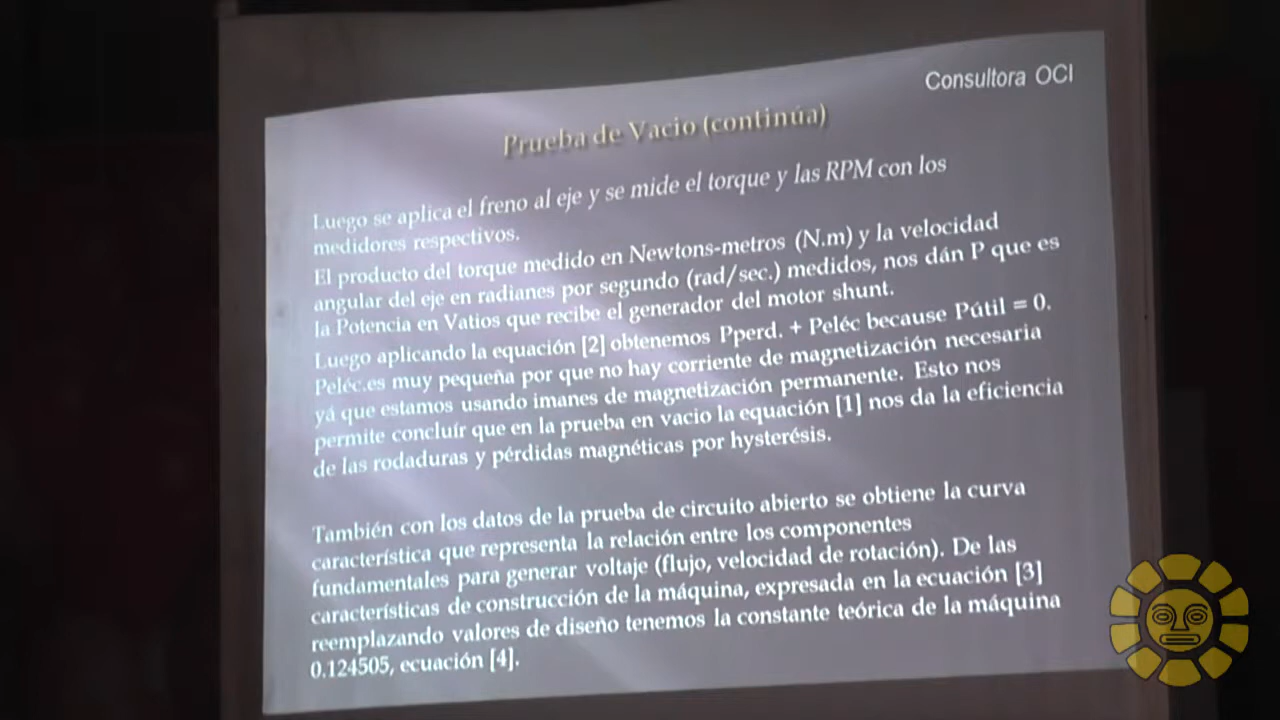 Consultora OCI
Prueba de Vacio (continúa)
Luego se aplica el freno al eje y se mide el torque y las RPM con los
medidores respectivos.
El producto del torque medido en Newtons-metros (N.m) y la velocidad
angular del eje en radianes por segundo (rad/sec.) medidos, nos dán P que es
la Potencia en Vatios que recibe el generador del motor shunt.
Luego aplicando la equación [2] obtenemos Pperd. + Peléc because Pútil = 0.
Peléc.es muy pequeña por que no hay corriente de magnetización necesaria
yá que estamos usando imanes de magnetización permanente. Esto nos
permite concluír que en la prueba en vacio la equación [1] nos da la eficiencia
de las rodaduras y pérdidas magnéticas por hysterésis.
También con los datos de la prueba de circuito abierto se obtiene la curva
característica que representa la relación entre los componentes
fundamentales para generar voltaje (flujo, velocidad de rotación). De las
características de construcción de la máquina, expresada en la ecuación [3]
reemplazando valores de diseño tenemos la constante teórica de la máquina
0.124505, ecuación [4].